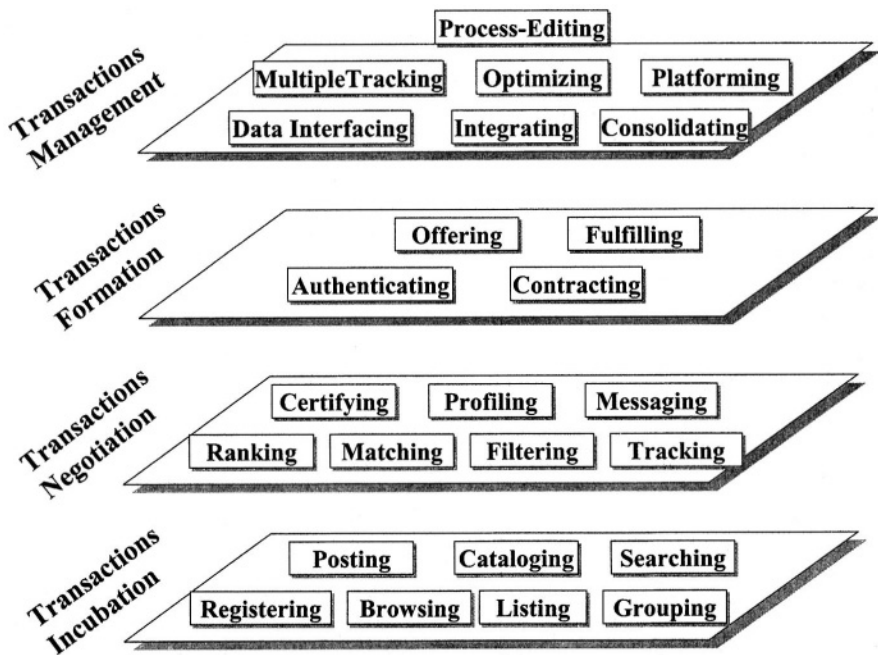 Transactions
Management
Process-Editing
MultipleTracking Optimizing Platforming
Data Interfacing Integrating Consolidating
Transactions
Formation
Offering Fulfilling
Authenticating Contracting
Transactions
Negotiation
Certifying Profiling Messaging
Ranking Matching Filtering Tracking
Transactions
Incubation
Posting Cataloging Searching
Registering Browsing Listing Grouping